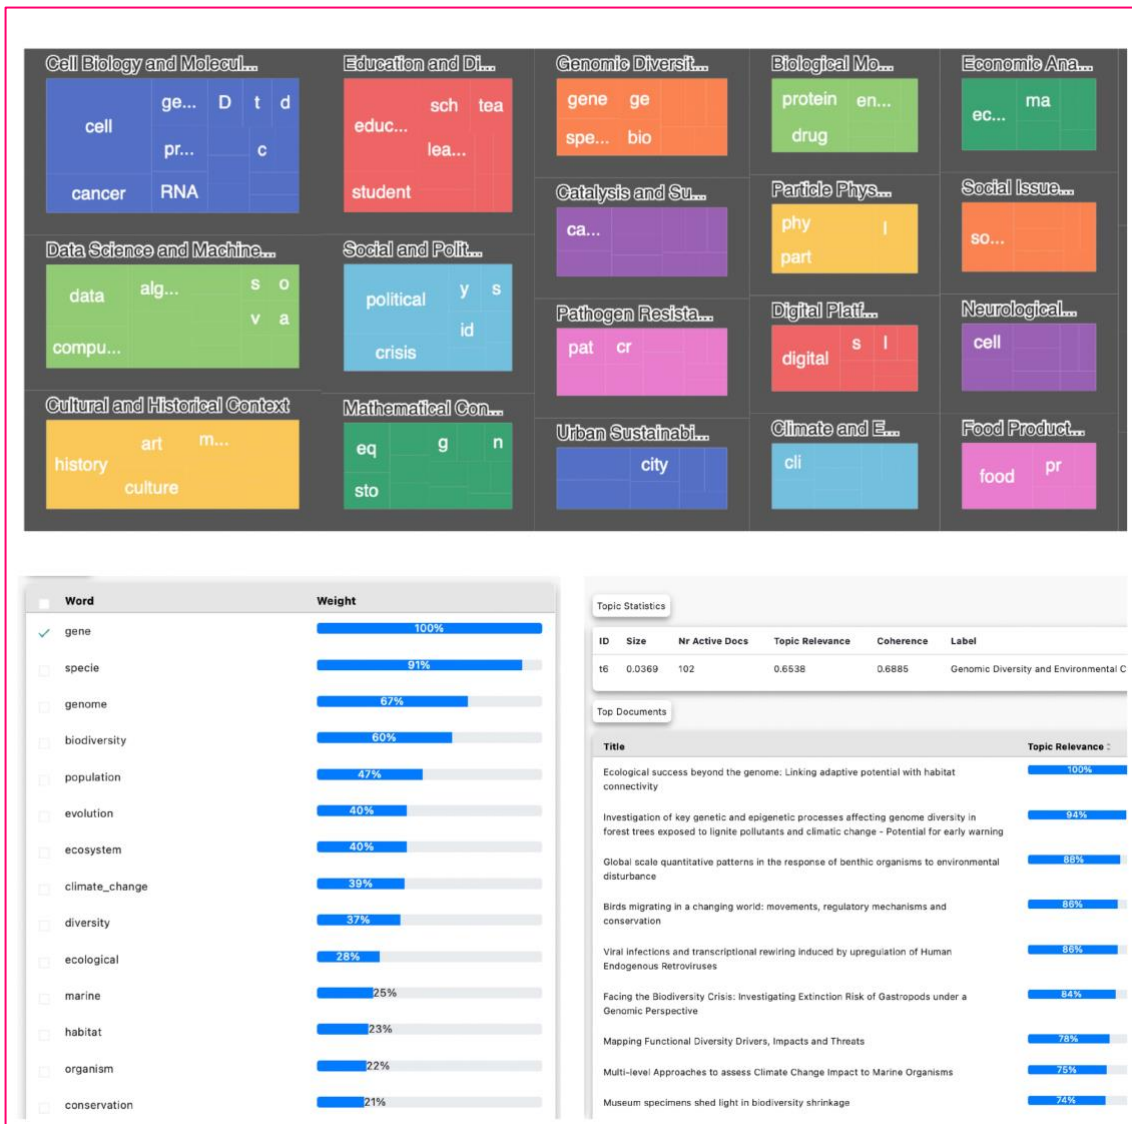 Cell Biology and Molecul...
cell
ge...
D
t
d
pr...
c
cancer
RNA
Education and Di...
educ...
sch
tea
lea...
student
Genomic Diversit...
gene
ge
spe...
bio
Biological Mo...
protein
en...
drug
Economic Ana...
ec...
ma
Catalysis and Su...
ca...
Particle Phys...
phy
l
part
Social Issue...
so...
Data Science and Machine...
data
alg...
s
o
v
a
compu...
Social and Polit...
political
y
s
id
crisis
Pathogen Resista...
pat
cr
Digital Platf...
digital
s
l
Neurological...
cell
Cultural and Historical Context
history
art
m...
culture
Mathematical Con...
eq
g
n
sto
Urban Sustainabi...
city
Climate and E...
cli
Food Product...
food
pr
Word Weight
gene 100%
specie 91%
genome 67%
biodiversity 60%
population 47%
evolution 40%
ecosystem 40%
climate_change 39%
diversity 37%
ecological 28%
marine 25%
habitat 23%
organism 22%
conservation 21%
Topic Statistics
ID Size Nr Active Docs Topic Relevance Coherence Label
t6 0.0369 102 0.6538 0.6885 Genomic Diversity and Environmental C
Top Documents
Title Topic Relevance
Ecological success beyond the genome: Linking adaptive potential with habitat 100%
connectivity
Investigation of key genetic and epigenetic processes affecting genome diversity in 94%
forest trees exposed to lignite pollutants and climatic change - Potential for early warning
Global scale quantitative patterns in the response of benthic organisms to environmental 88%
disturbance
Birds migrating in a changing world: movements, regulatory mechanisms and 86%
conservation
Viral infections and transcriptional rewiring induced by upregulation of Human 86%
Endogenous Retroviruses
Facing the Biodiversity Crisis: Investigating Extinction Risk of Gastropods under a 84%
Genomic Perspective
Mapping Functional Diversity Drivers, Impacts and Threats 78%
Multi-level Approaches to assess Climate Change Impact to Marine Organisms 75%
Museum specimens shed light in biodiversity shrinkage 74%